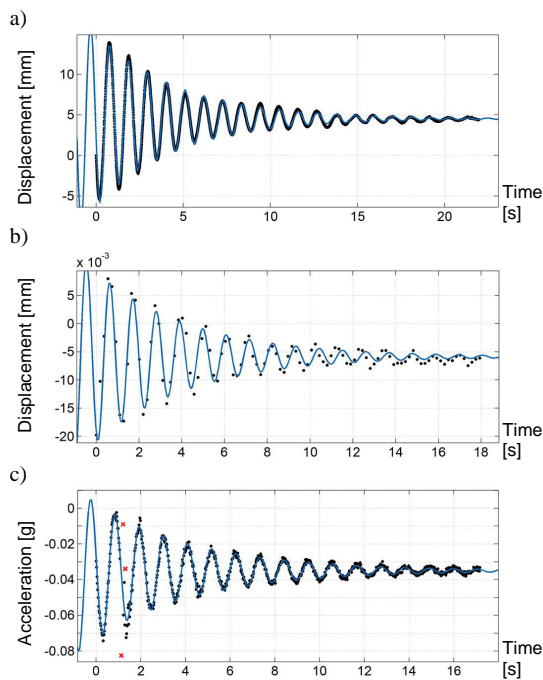 a)
Displacement [mm]
10
5
0
-5
0 5 10 15 20
Time
[s]
b)
x 10 -3
Displacement [mm]
5
0
-5
-10
-15
-20
0 2 4 6 8 10 12 14 16 18
Time
[s]
c)
Acceleration [g]
0
-0.02
-0.04
-0.06
-0.08
0 2 4 6 8 10 12 14 16
Time
[s]